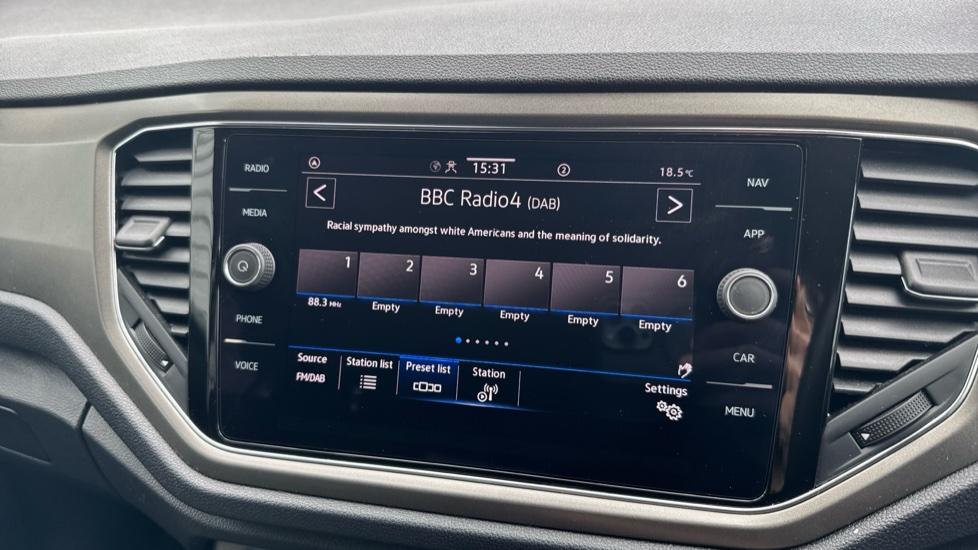 RADIO
MEDIA
PHONE
VOICE
15:31
2
18.5°C
<
BBC Radio4 (DAB)
>
Racial sympathy amongst white Americans and the meaning of solidarity.
1 2 3 4 5 6
88.3 MHz Empty Empty Empty Empty Empty
Source Station list Preset list Station Settings
FM/DAB
NAV
APP
CAR
MENU